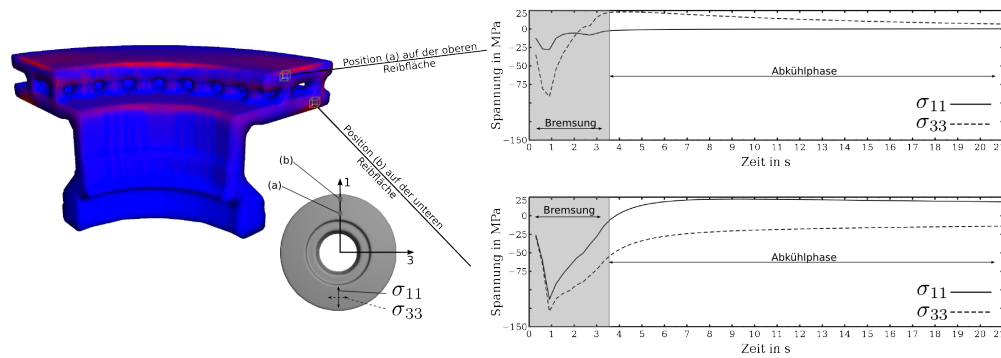 Position (a) auf der oberen
Reibfläche
Position (b) auf der unteren
Reibfläche
(b)
(a)
1
3
σ11
σ33
Spannung in MPa
25
0
−25
−50
−75
−150
Bremsung
Abkühlphase
σ11
σ33
0 1 2 3 4 5 6 7 8 9 10 11 12 13 14 15 16 17 18 19 20 21
Zeit in s
Spannung in MPa
25
0
−25
−50
−75
−150
Bremsung
Abkühlphase
σ11
σ33
0 1 2 3 4 5 6 7 8 9 10 11 12 13 14 15 16 17 18 19 20 21
Zeit in s